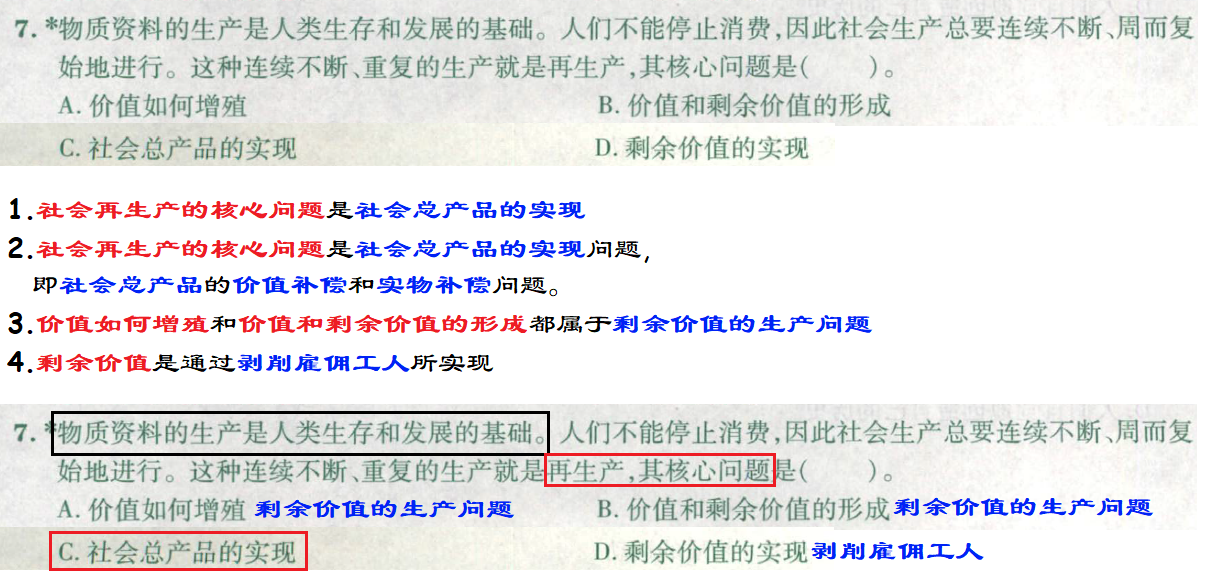 7. *物质资料的生产是人类生存和发展的基础。人们不能停止消费,因此社会生产总要连续不断、周而复
始地进行。这种连续不断、重复的生产就是再生产,其核心问题是(  )。
A. 价值如何增殖 B. 价值和剩余价值的形成
C. 社会总产品的实现 D. 剩余价值的实现
1.社会再生产的核心问题是社会总产品的实现
2.社会再生产的核心问题是社会总产品的实现问题,
即社会总产品的价值补偿和实物补偿问题。
3.价值如何增殖和价值和剩余价值的形成都属于剩余价值的生产问题
4.剩余价值是通过剥削雇佣工人所实现
7. *物质资料的生产是人类生存和发展的基础。人们不能停止消费,因此社会生产总要连续不断、周而复
始地进行。这种连续不断、重复的生产就是再生产,其核心问题是(  )。
A. 价值如何增殖 剩余价值的生产问题 B. 价值和剩余价值的形成 剩余价值的生产问题
C. 社会总产品的实现 D. 剩余价值的实现 剥削雇佣工人